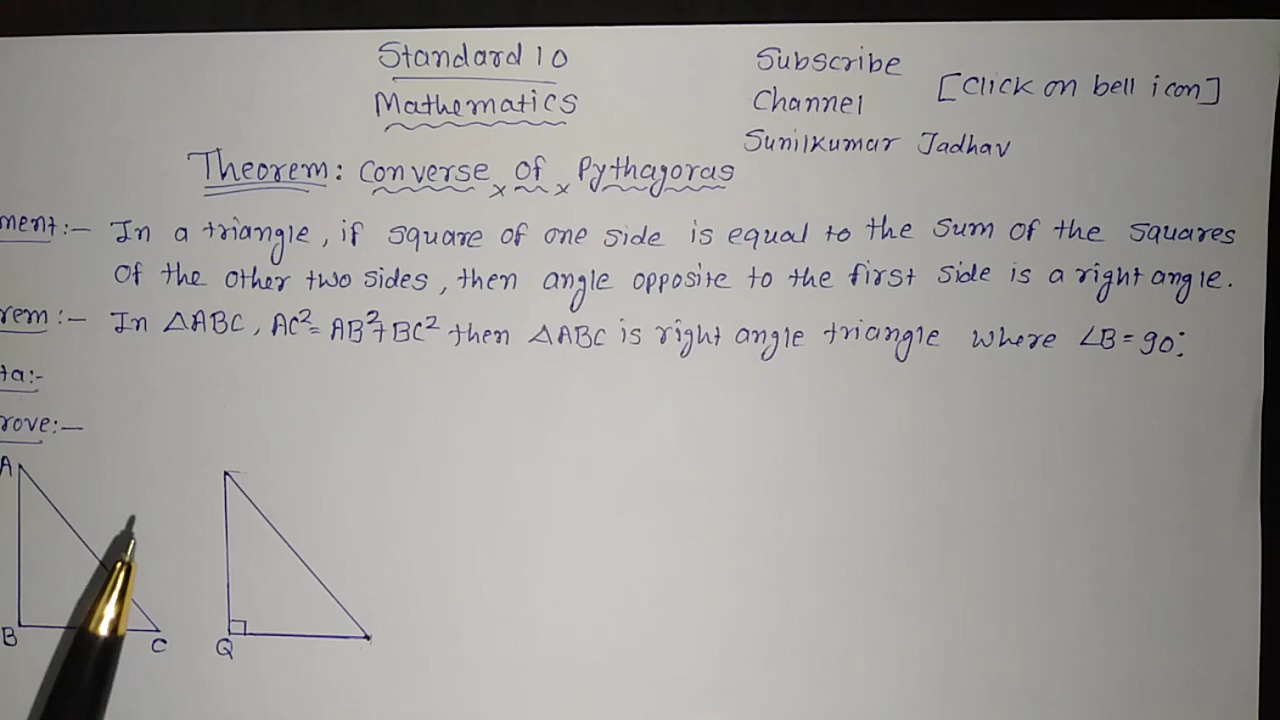 Standard 10
Mathematics
Subscribe
Channel
Sunilkumar Jadhav
[Click on bell icon]
Theorem: Converse of Pythagoras
ment:- In a triangle, if square of one side is equal to the sum of the squares
of the other two sides, then angle opposite to the first side is a right angle.
rem:- In △ABC, AC²= AB²+BC² then △ABC is right angle triangle where ∠B = 90°.
ta:-
rove:-
A
B
C
Q